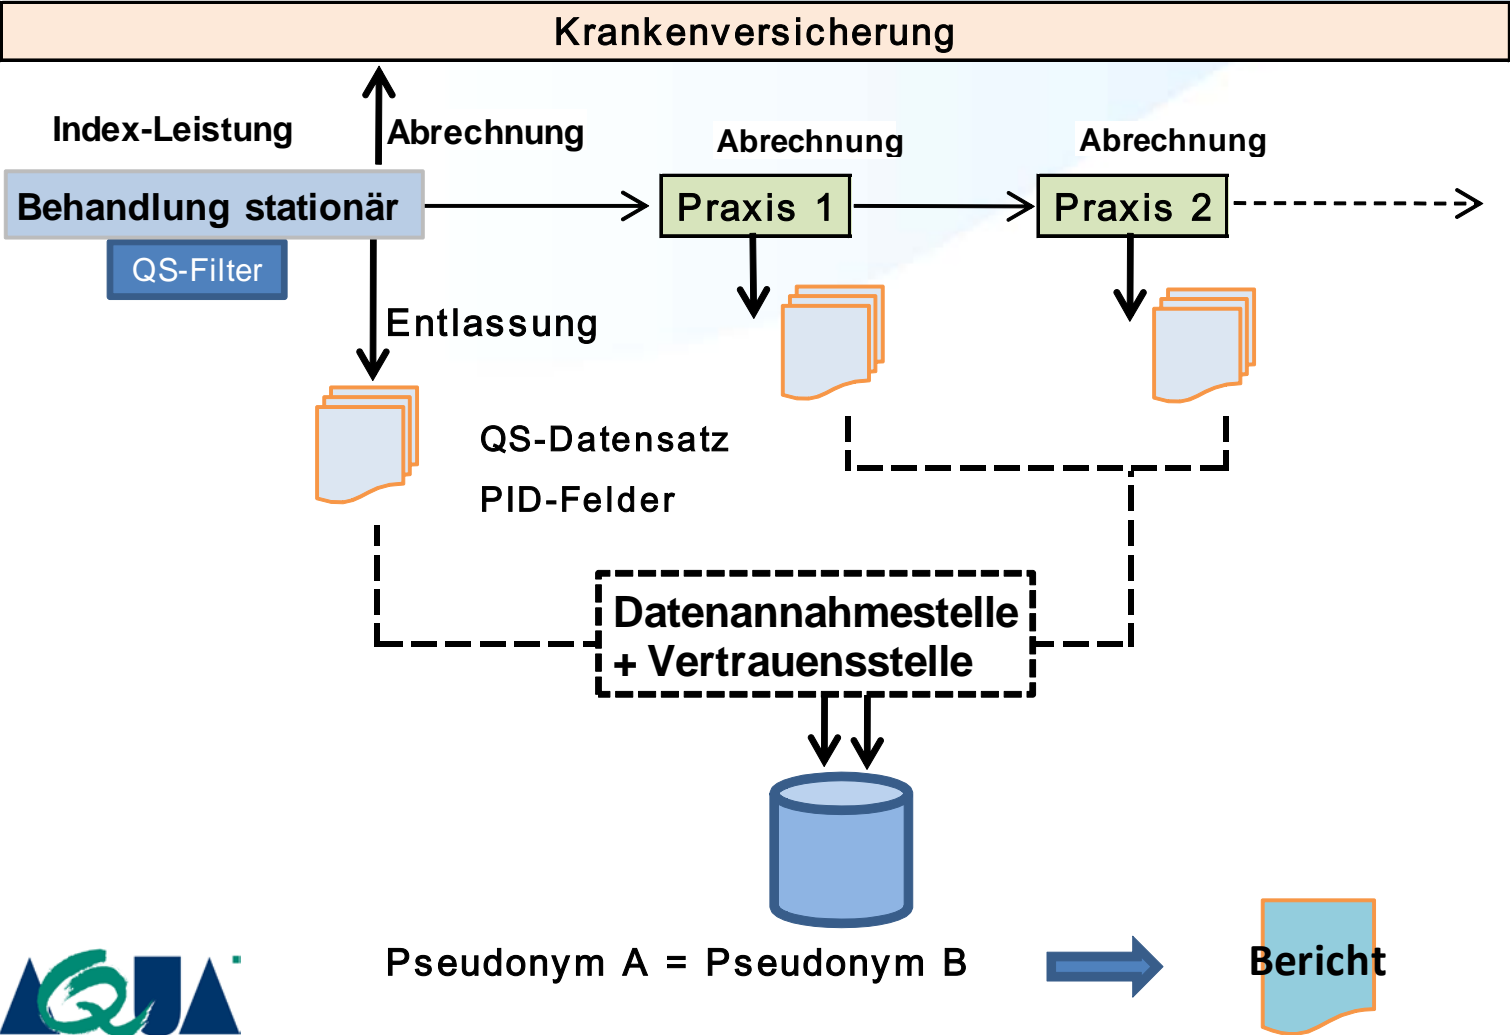 Krankenversicherung
Index-Leistung
Abrechnung
Abrechnung
Abrechnung
Behandlung stationär
Praxis 1
Praxis 2
QS-Filter
Entlassung
QS-Datensatz
PID-Felder
Datenannahmestelle
+ Vertrauensstelle
Pseudonym A = Pseudonym B
Bericht
AQUA